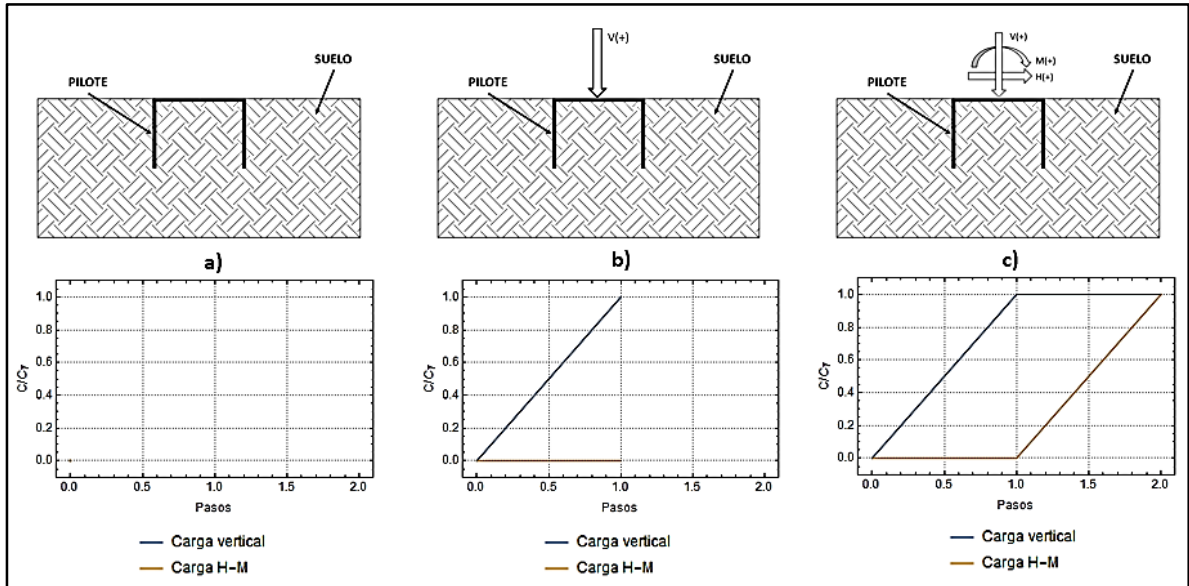 PILOTE
SUELO
a)
C/C_T
1.0
0.8
0.6
0.4
0.2
0.0
0.0 0.5 1.0 1.5 2.0
Pasos
Carga vertical
Carga H-M
V(+)
PILOTE
SUELO
b)
C/C_T
1.0
0.8
0.6
0.4
0.2
0.0
0.0 0.5 1.0 1.5 2.0
Pasos
Carga vertical
Carga H-M
V(+)
M(+)
H(+)
PILOTE
SUELO
c)
C/C_T
1.0
0.8
0.6
0.4
0.2
0.0
0.0 0.5 1.0 1.5 2.0
Pasos
Carga vertical
Carga H-M